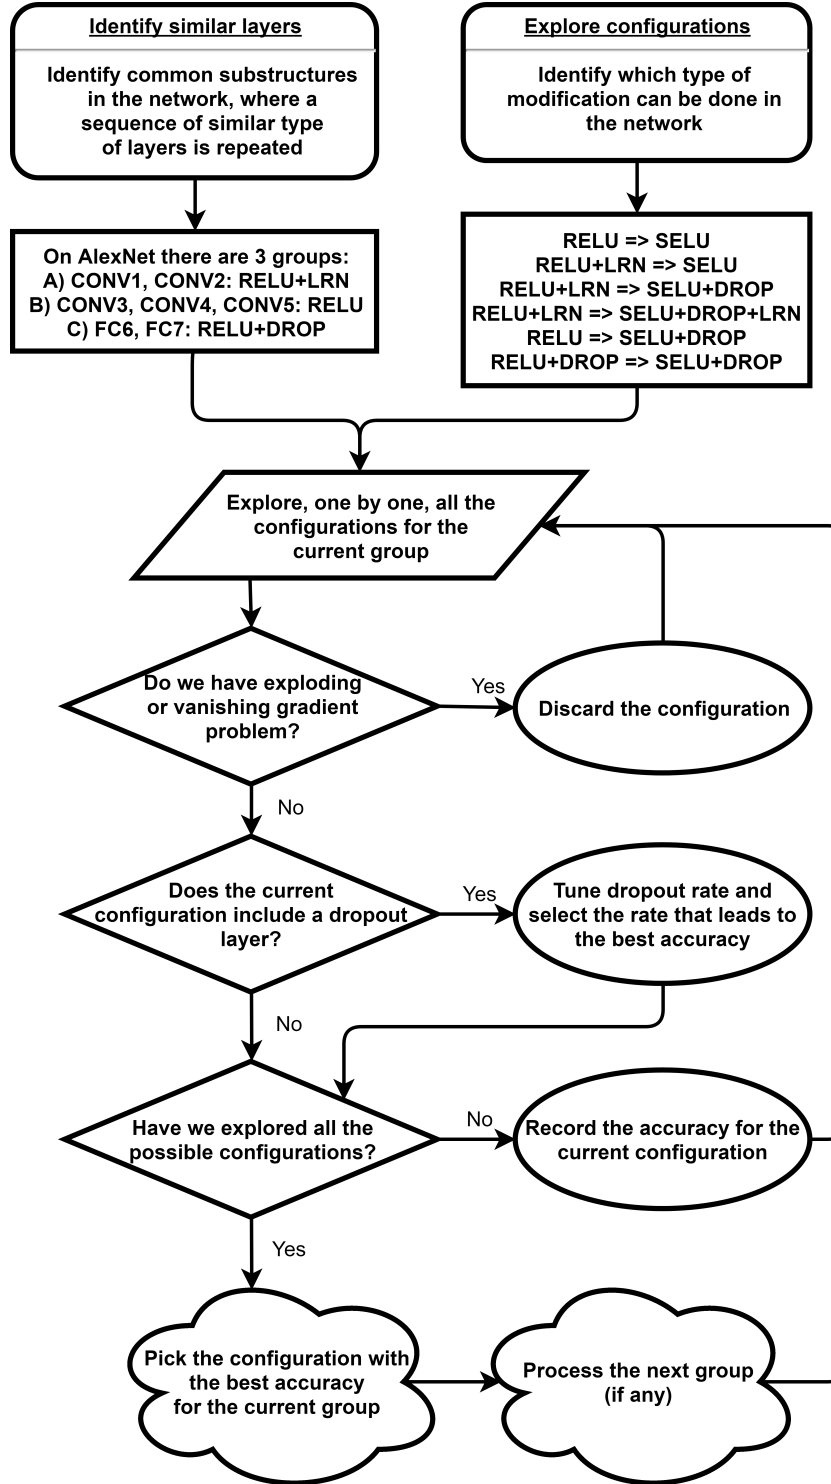 Identify similar layers
Identify common substructures
in the network, where a
sequence of similar type
of layers is repeated
Explore configurations
Identify which type of
modification can be done in
the network
On AlexNet there are 3 groups:
A) CONV1, CONV2: RELU+LRN
B) CONV3, CONV4, CONV5: RELU
C) FC6, FC7: RELU+DROP
RELU => SELU
RELU+LRN => SELU
RELU+LRN => SELU+DROP
RELU+LRN => SELU+DROP+LRN
RELU => SELU+DROP
RELU+DROP => SELU+DROP
Explore, one by one, all the
configurations for the
current group
Do we have exploding
or vanishing gradient
problem?
Yes
Discard the configuration
No
Does the current
configuration include a dropout
layer?
Yes
Tune dropout rate and
select the rate that leads to
the best accuracy
No
Have we explored all the
possible configurations?
No
Record the accuracy for the
current configuration
Yes
Pick the configuration with
the best accuracy
for the current group
Process the next group
(if any)